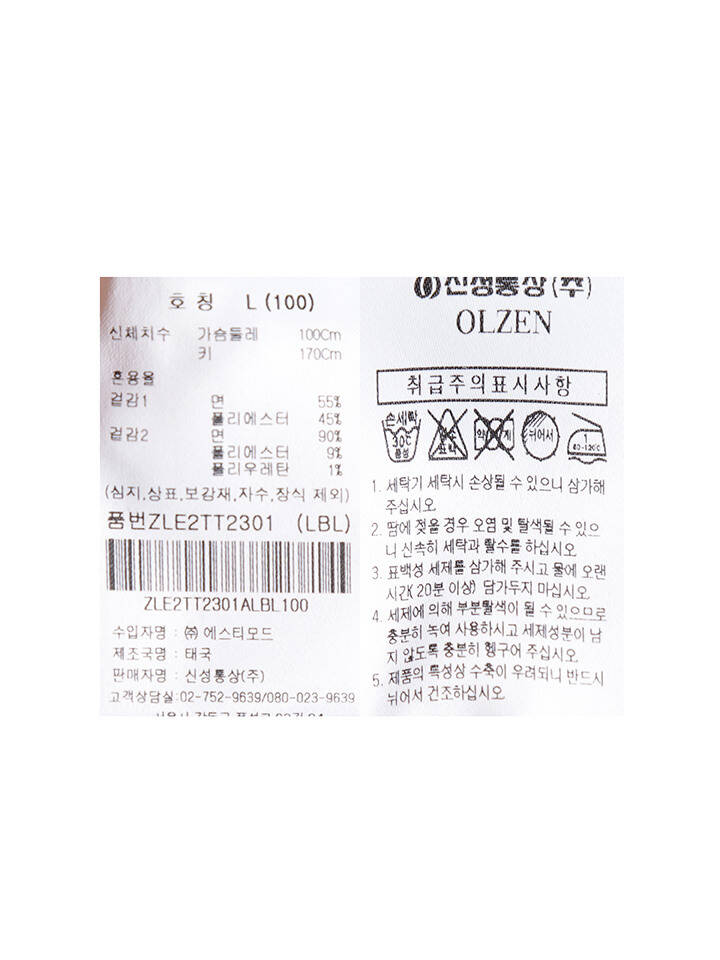 호 칭 L (100)
신체치수 가슴둘레 100Cm
키 170Cm
혼용율
겉감1 면 55%
폴리에스터 45%
겉감2 면 90%
폴리에스터 9%
폴리우레탄 1%
(심지,상표,보강재,자수,장식 제외)
품번ZLE2TT2301 (LBL)
ZLE2TT2301ALBL100
수입자명 : ㈜ 에스티모드
제조국명 : 태국
판매자명 : 신성통상(주)
고객상담실:02-752-9639/080-023-9639
신성통상(주)
OLZEN
취급주의표시사항
손세탁
30℃
중성
표백
뉘어서
1
80-120℃
1. 세탁기 세탁시 손상될 수 있으니 삼가해
주십시오.
2. 땀에 젖을 경우 오염 및 탈색될 수 있으
니 신속히 세탁과 탈수를 하십시오.
3. 표백성 세제를 삼가해 주시고 물에 오랜
시간( 20분 이상) 담가두지 마십시오.
4. 세제에 의해 부분탈색이 될 수 있으므로
충분히 녹여 사용하시고 세제성분이 남
지 않도록 충분히 헹구어 주십시오.
5. 제품의 특성상 수축이 우려되니 반드시
뉘어서 건조하십시오.